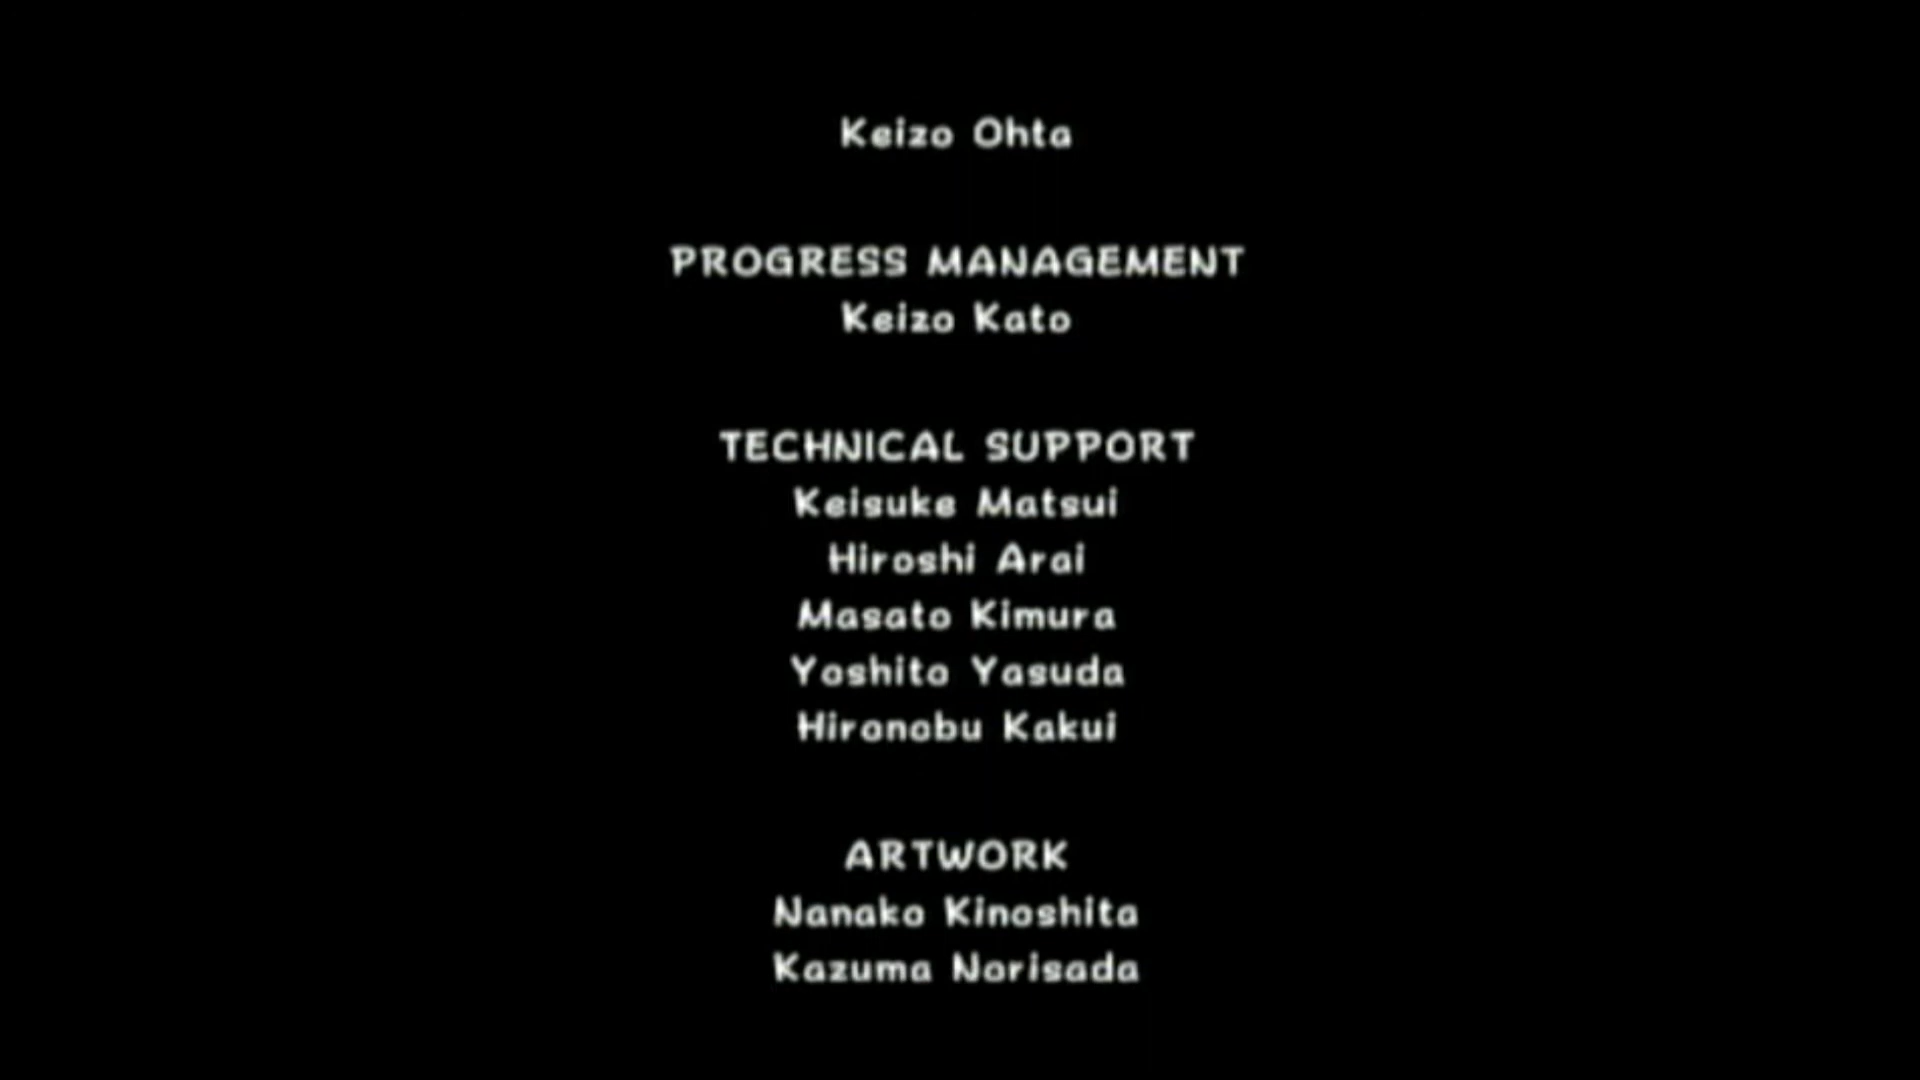 Keizo Ohta
PROGRESS MANAGEMENT
Keizo Kato
TECHNICAL SUPPORT
Keisuke Matsui
Hiroshi Arai
Masato Kimura
Yoshito Yasuda
Hironobu Kakui
ARTWORK
Nanako Kinoshita
Kazuma Norisada